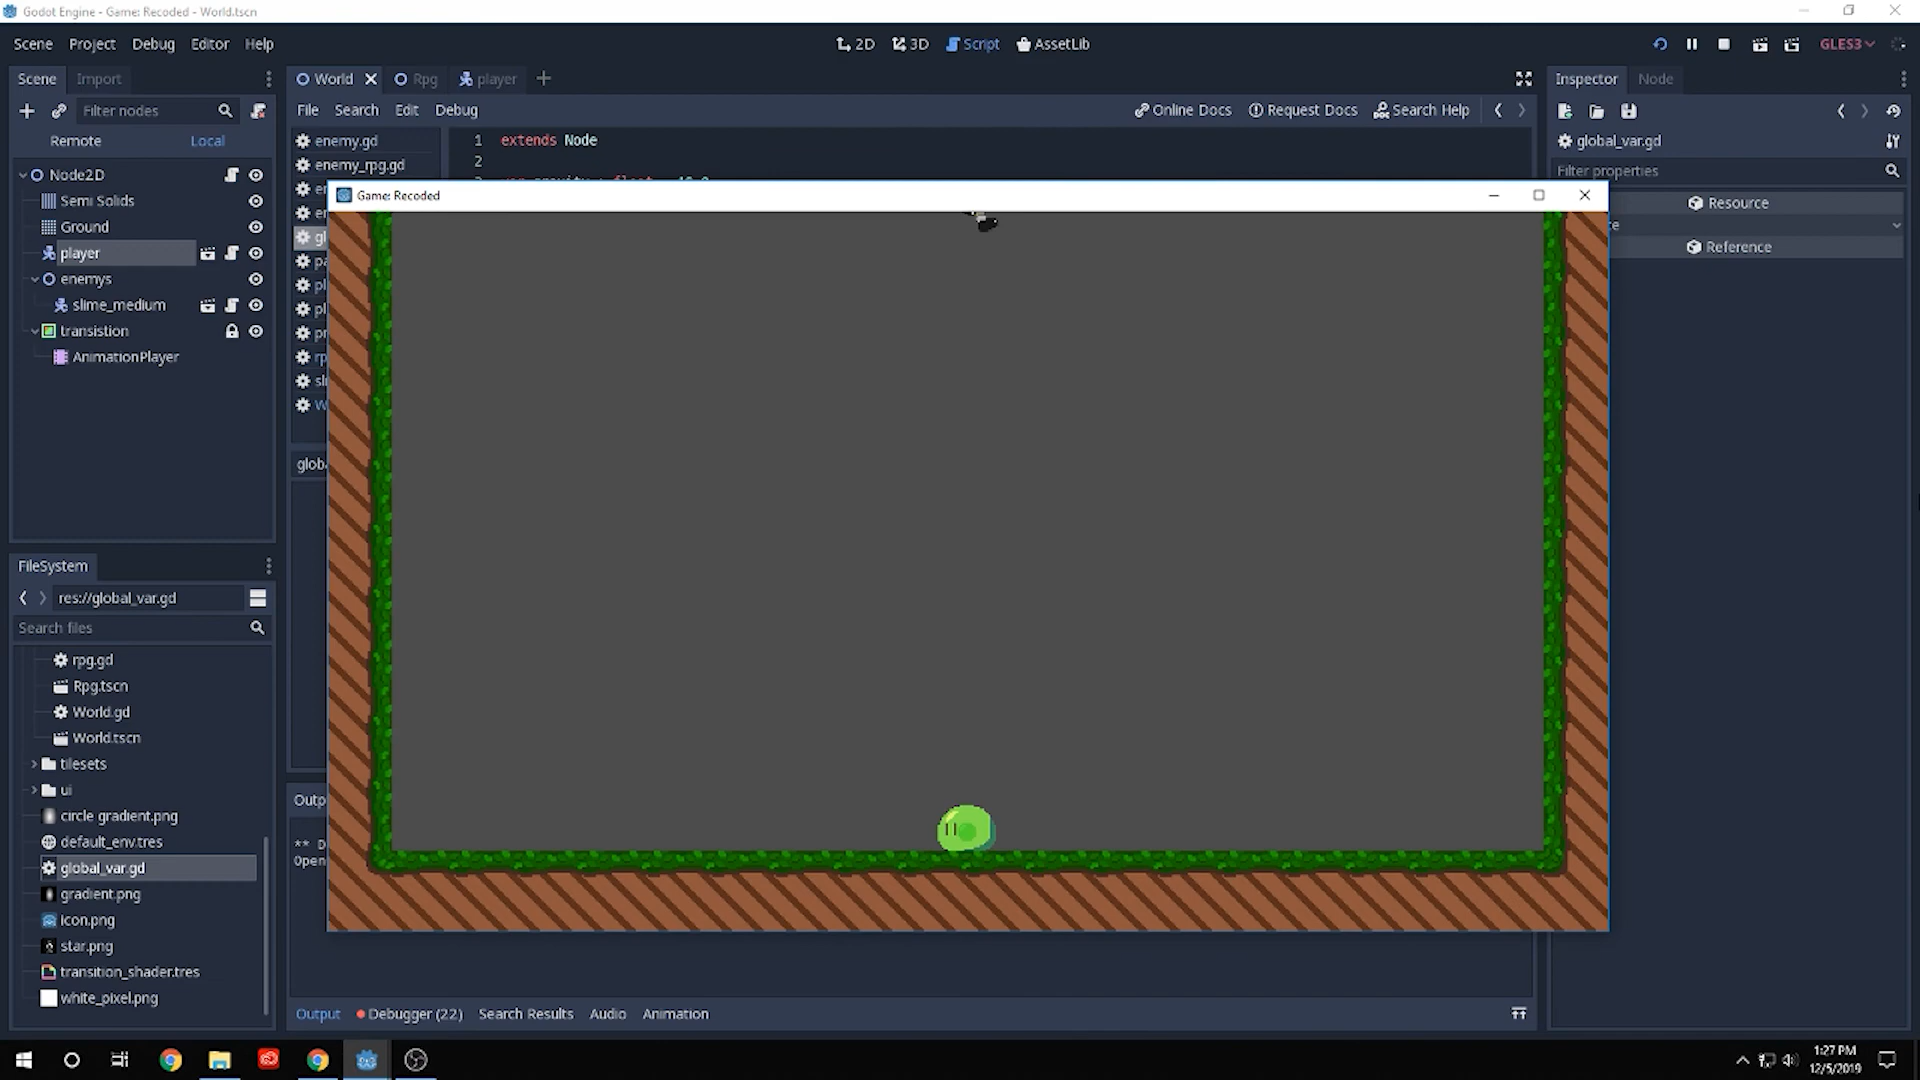 Godot Engine - Game: Recoded - World.tscn
Scene Project Debug Editor Help
2D 3D Script AssetLib
GLES3
Scene Import
World Rpg player
Inspector Node
Filter nodes
File Search Edit Debug
Online Docs Request Docs Search Help
Remote Local
enemy.gd
enemy_rpg.gd
1 extends Node
2
global_var.gd
Filter properties
Resource
Reference
Node2D
Semi Solids
Ground
player
enemys
slime_medium
transistion
AnimationPlayer
Game: Recoded
FileSystem
res://global_var.gd
Search files
rpg.gd
Rpg.tscn
World.gd
World.tscn
tilesets
ui
circle gradient.png
default_env.tres
global_var.gd
gradient.png
icon.png
star.png
transition_shader.tres
white_pixel.png
Output Debugger (22) Search Results Audio Animation
1:27 PM
12/5/2019